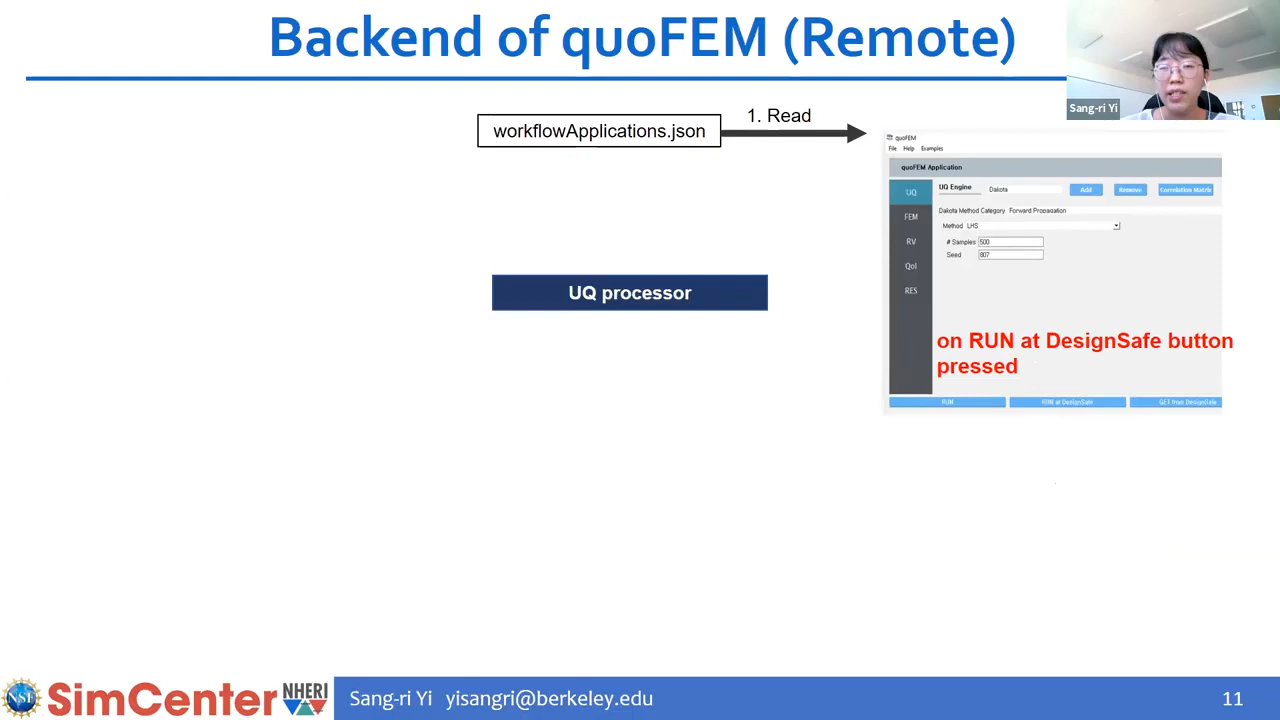 Backend of quoFEM (Remote)
Sang-ri Yi
workflowApplications.json
1. Read
quoFEM
File Help Examples
quoFEM Application
UQ
FEM
RV
QoI
RES
UQ Engine Dakota Add Remove Correlation Matrix
Dakota Method Category Forward Propagation
Method LHS
# Samples 500
Seed 807
UQ processor
on RUN at DesignSafe button
pressed
RUN RUN at DesignSafe GET from DesignSafe
NSF SimCenter NHERI
Sang-ri Yi yisangri@berkeley.edu
11